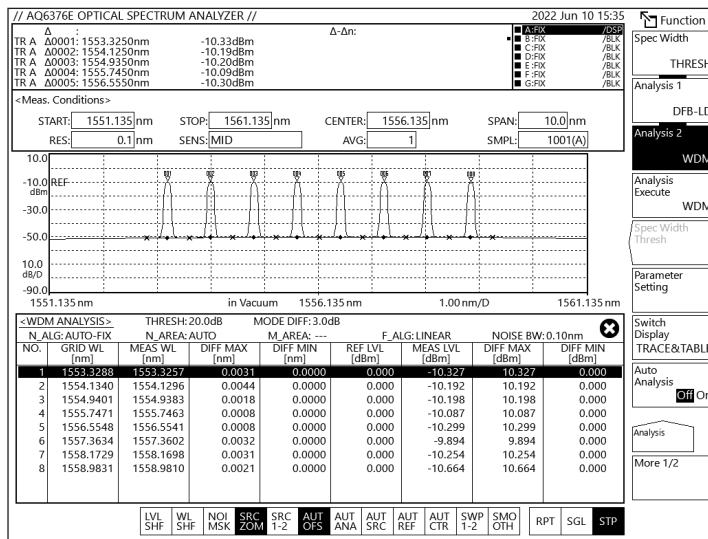 // AQ6376E OPTICAL SPECTRUM ANALYZER //
2022 Jun 10 15:35
Δ :
Δ-Δn:
TR A Δ0001: 1553.3250nm -10.33dBm
TR A Δ0002: 1554.1250nm -10.19dBm
TR A Δ0003: 1554.9350nm -10.20dBm
TR A Δ0004: 1555.7450nm -10.09dBm
TR A Δ0005: 1556.5550nm -10.30dBm
A:FIX /DSP
B:FIX /BLK
C:FIX /BLK
D:FIX /BLK
E:FIX /BLK
F:FIX /BLK
G:FIX /BLK
<Meas. Conditions>
START: 1551.135 nm STOP: 1561.135 nm CENTER: 1556.135 nm SPAN: 10.0 nm
RES: 0.1 nm SENS: MID AVG: 1 SMPL: 1001(A)
10.0
-10.0 REF
dBm
-30.0
-50.0
10.0
dB/D
-90.0
001 002 003 004 005 006 007 008
1551.135 nm in Vacuum 1556.135 nm 1.00 nm/D 1561.135 nm
<WDM ANALYSIS> THRESH: 20.0dB MODE DIFF: 3.0dB
N_ALG: AUTO-FIX N_AREA: AUTO M_AREA: --- F_ALG: LINEAR NOISE BW: 0.10nm
NO. GRID WL MEAS WL DIFF MAX DIFF MIN REF LVL MEAS LVL DIFF MAX DIFF MIN
[nm] [nm] [nm] [nm] [dBm] [dBm] [dBm] [dBm]
1 1553.3288 1553.3257 0.0031 0.0000 0.000 -10.327 10.327 0.000
2 1554.1340 1554.1296 0.0044 0.0000 0.000 -10.192 10.192 0.000
3 1554.9401 1554.9383 0.0018 0.0000 0.000 -10.198 10.198 0.000
4 1555.7471 1555.7463 0.0008 0.0000 0.000 -10.087 10.087 0.000
5 1556.5548 1556.5541 0.0008 0.0000 0.000 -10.299 10.299 0.000
6 1557.3634 1557.3602 0.0032 0.0000 0.000 -9.894 9.894 0.000
7 1558.1729 1558.1698 0.0031 0.0000 0.000 -10.254 10.254 0.000
8 1558.9831 1558.9810 0.0021 0.0000 0.000 -10.664 10.664 0.000
LVL WL NOI SRC SRC AUT AUT AUT AUT AUT SWP SMO RPT SGL STP
SHF SHF MSK ZOM 1-2 OFS ANA SRC REF CTR 1-2 OTH
Function
Spec Width
THRESH
Analysis 1
DFB-LD
Analysis 2
WDM
Analysis
Execute
WDM
Spec Width
Thresh
Parameter
Setting
Switch
Display
TRACE&TABLE
Auto
Analysis
Off On
Analysis
More 1/2